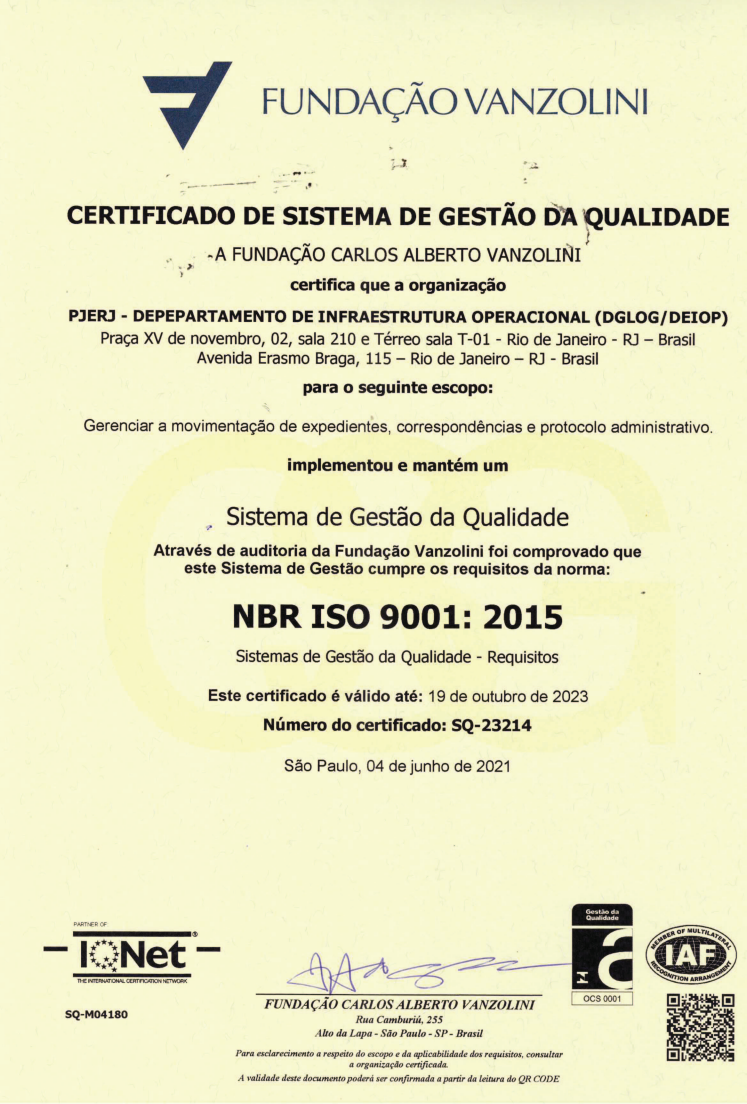 FUNDAÇÃO VANZOLINI
CERTIFICADO DE SISTEMA DE GESTÃO DA QUALIDADE
A FUNDAÇÃO CARLOS ALBERTO VANZOLINI
certifica que a organização
PJERJ - DEPEPARTAMENTO DE INFRAESTRUTURA OPERACIONAL (DGLOG/DEIOP)
Praça XV de novembro, 02, sala 210 e Térreo sala T-01 - Rio de Janeiro - RJ – Brasil
Avenida Erasmo Braga, 115 – Rio de Janeiro – RJ - Brasil
para o seguinte escopo:
Gerenciar a movimentação de expedientes, correspondências e protocolo administrativo.
implementou e mantém um
Sistema de Gestão da Qualidade
Através de auditoria da Fundação Vanzolini foi comprovado que
este Sistema de Gestão cumpre os requisitos da norma:
NBR ISO 9001: 2015
Sistemas de Gestão da Qualidade - Requisitos
Este certificado é válido até: 19 de outubro de 2023
Número do certificado: SQ-23214
São Paulo, 04 de junho de 2021
PARTNER OF
IQNet ®
THE INTERNATIONAL CERTIFICATION NETWORK
SQ-M04180
FUNDAÇÃO CARLOS ALBERTO VANZOLINI
Rua Camburiú, 255
Alto da Lapa - São Paulo - SP - Brasil
Para esclarecimento a respeito do escopo e da aplicabilidade dos requisitos, consultar
a organização certificada.
A validade deste documento poderá ser confirmada a partir da leitura do QR CODE
Gestão da
Qualidade
OCS 0001
MEMBER OF MULTILATERAL
IAF
RECOGNITION ARRANGEMENT